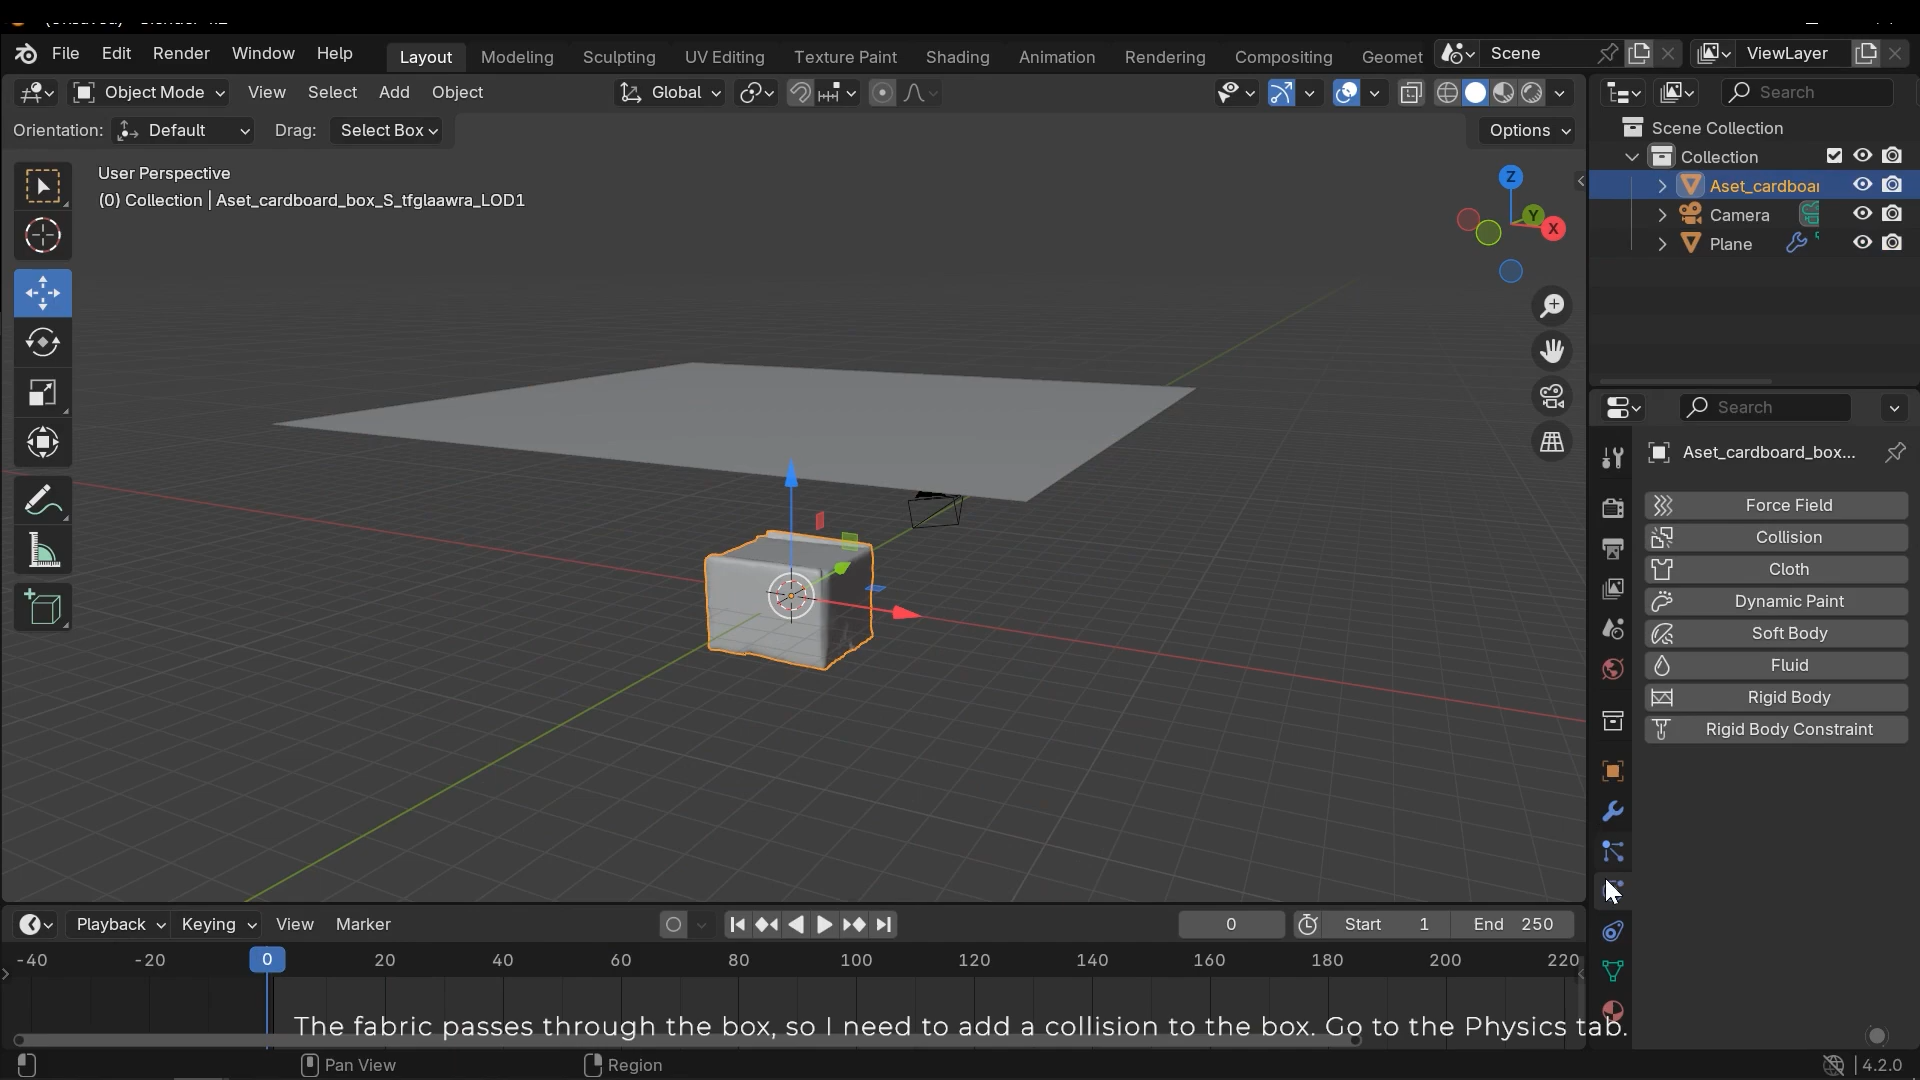 File Edit Render Window Help
Layout Modeling Sculpting UV Editing Texture Paint Shading Animation Rendering Compositing Geomet
Scene
ViewLayer
Object Mode View Select Add Object
Global
Search
Orientation: Default Drag: Select Box
Options
User Perspective
(0) Collection | Aset_cardboard_box_S_tfglaawra_LOD1
Z
Y
X
Scene Collection
Collection
Aset_cardboar
Camera
Plane
Search
Aset_cardboard_box...
Force Field
Collision
Cloth
Dynamic Paint
Soft Body
Fluid
Rigid Body
Rigid Body Constraint
Playback Keying View Marker
0
Start 1 End 250
-40 -20 0 20 40 60 80 100 120 140 160 180 200 220
The fabric passes through the box, so I need to add a collision to the box. Go to the Physics tab.
Pan View Region
4.2.0